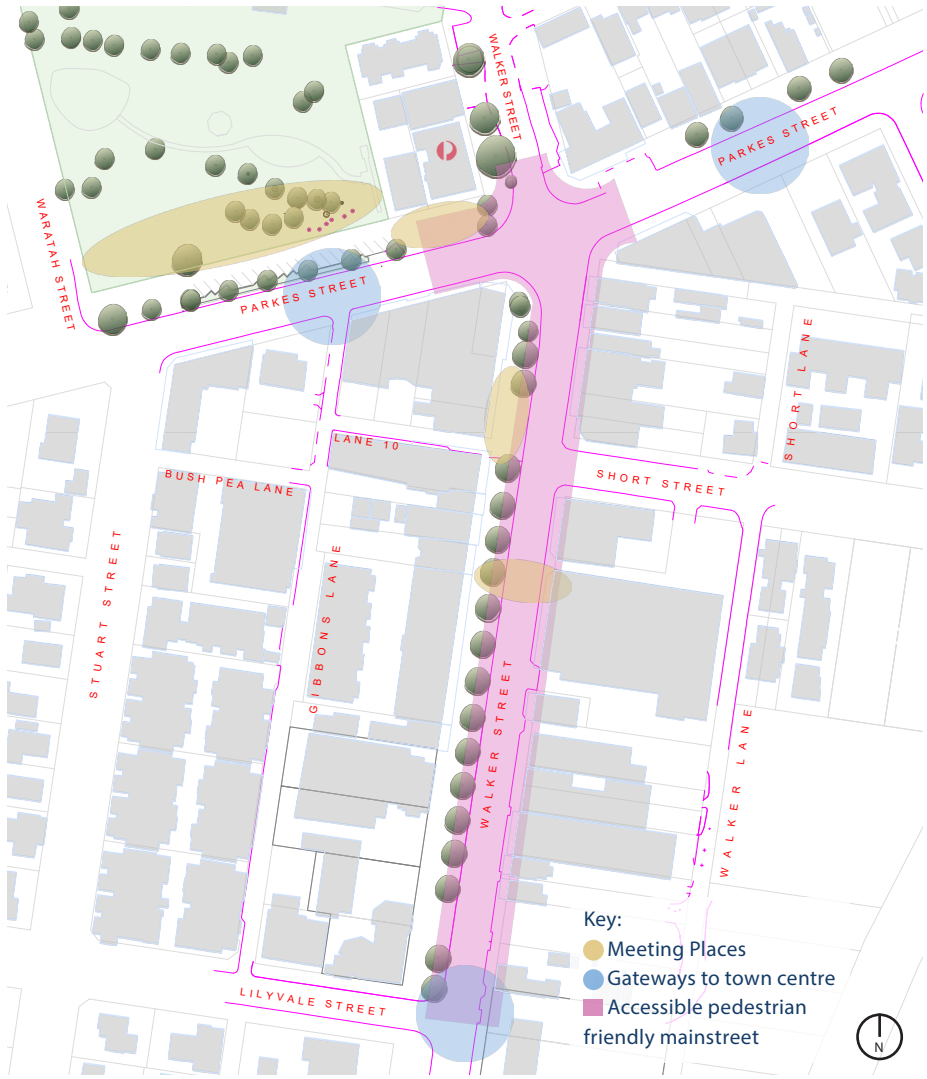 WALKER STREET
PARKES STREET
WARATAH STREET
PARKES STREET
SHORT LANE
LANE 10
BUSH PEA LANE
SHORT STREET
STUART STREET
GIBBONS LANE
WALKER STREET
WALKER LANE
LILYVALE STREET
Key:
Meeting Places
Gateways to town centre
Accessible pedestrian
friendly mainstreet
N